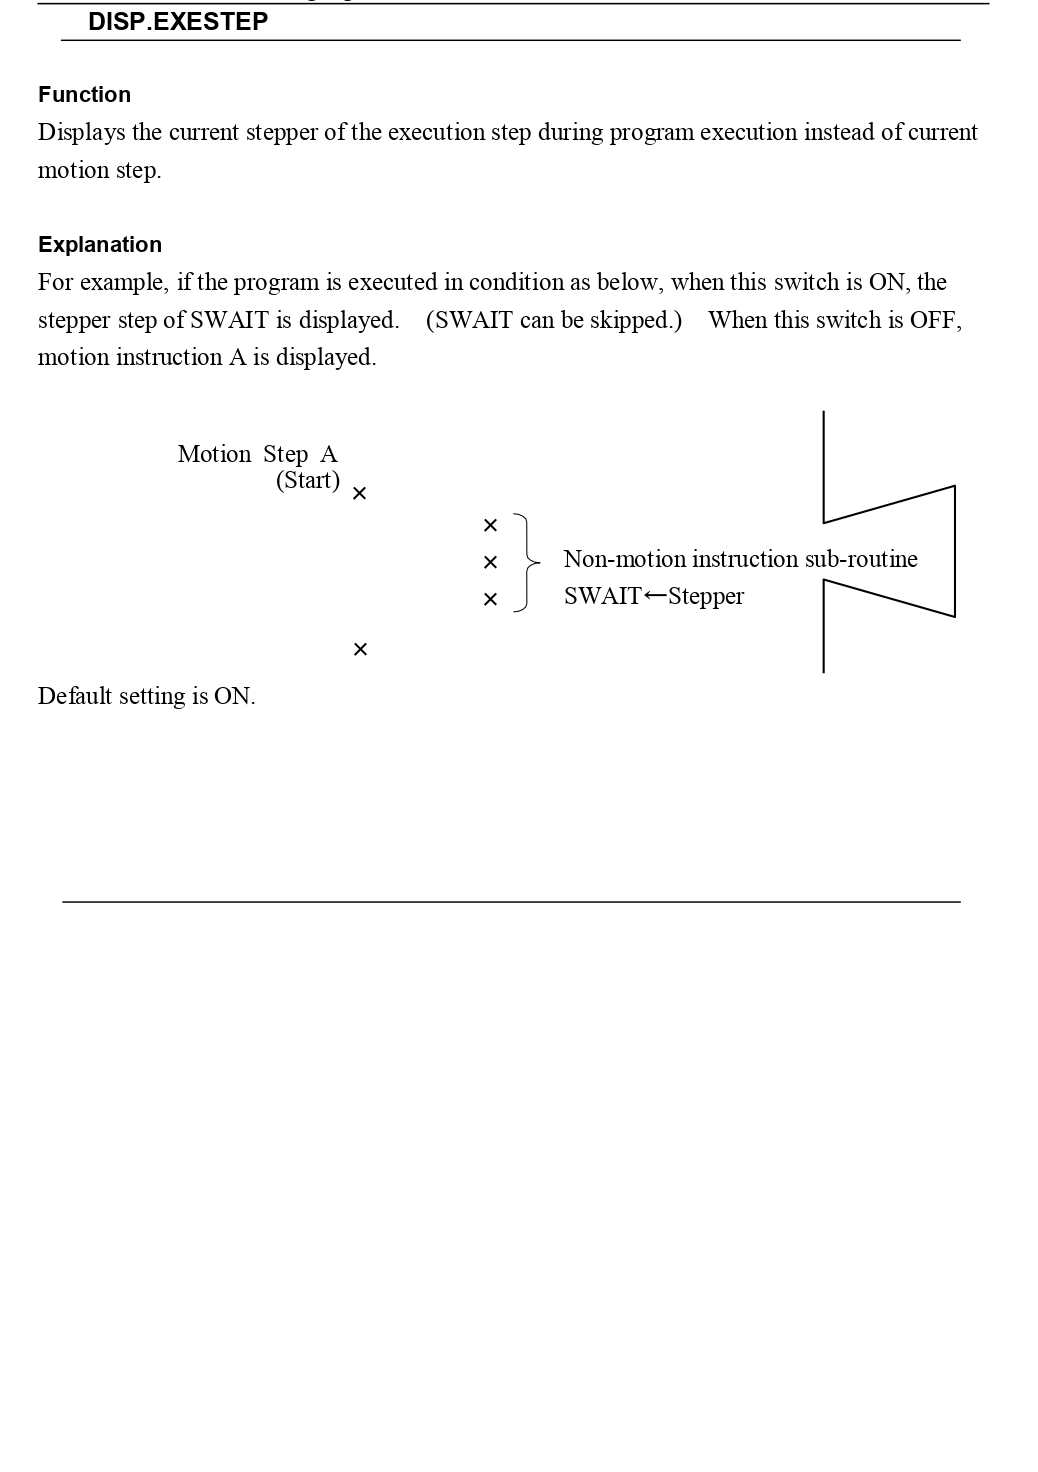 DISP.EXESTEP
Function
Displays the current stepper of the execution step during program execution instead of current
motion step.
Explanation
For example, if the program is executed in condition as below, when this switch is ON, the
stepper step of SWAIT is displayed. (SWAIT can be skipped.) When this switch is OFF,
motion instruction A is displayed.
Motion Step A
(Start) ×
×
×
Non-motion instruction sub-routine
×
SWAIT←Stepper
×
Default setting is ON.